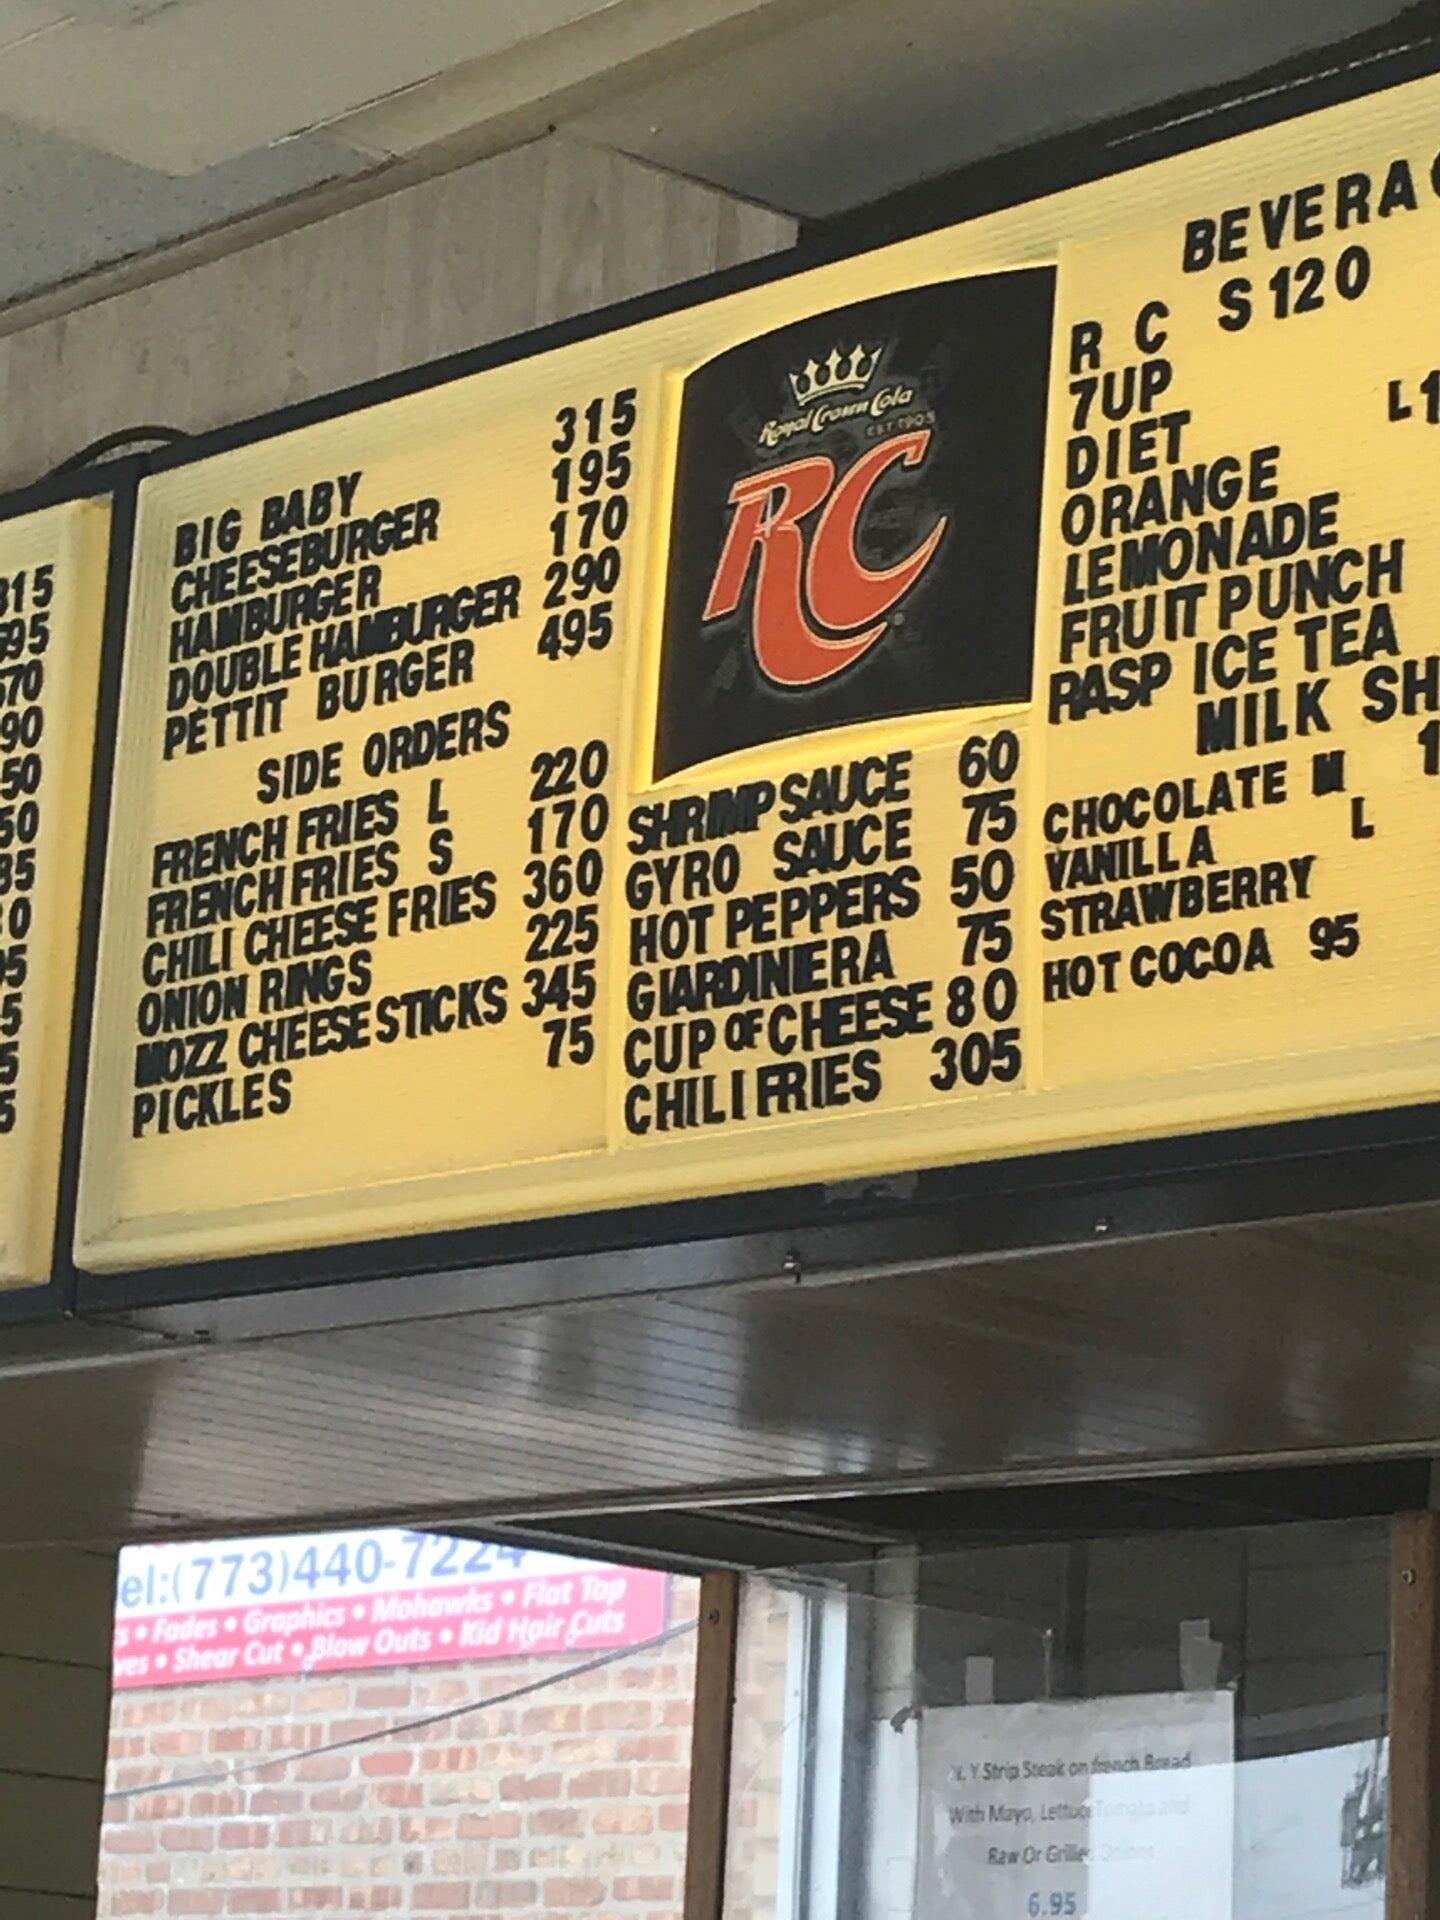 BIG BABY 315
CHEESEBURGER 195
HAMBURGER 170
DOUBLE HAMBURGER 290
PETTIT BURGER 495
SIDE ORDERS
FRENCH FRIES L 220
FRENCH FRIES S 170
CHILI CHEESE FRIES 360
ONION RINGS 225
MOZZ CHEESE STICKS 345
PICKLES 75
Royal Crown Cola
EST 1905
RC
SHRIMP SAUCE 60
GYRO SAUCE 75
HOT PEPPERS 50
GIARDINIERA 75
CUP OF CHEESE 80
CHILI FRIES 305
R C S 120
7UP
DIET L
ORANGE
LEMONADE
FRUIT PUNCH
RASP ICE TEA
MILK
CHOCOLATE M
VANILLA L
STRAWBERRY
HOT COCOA 95
(773)440-7224
• Fades • Graphics • Mohawks • Flat Top
• Shear Cut • Blow Outs • Kid Hair Cuts
Y Strip Steak on french Bread
With Mayo, Lettuce Tomato and
Raw Or Grilled Onions
6.95